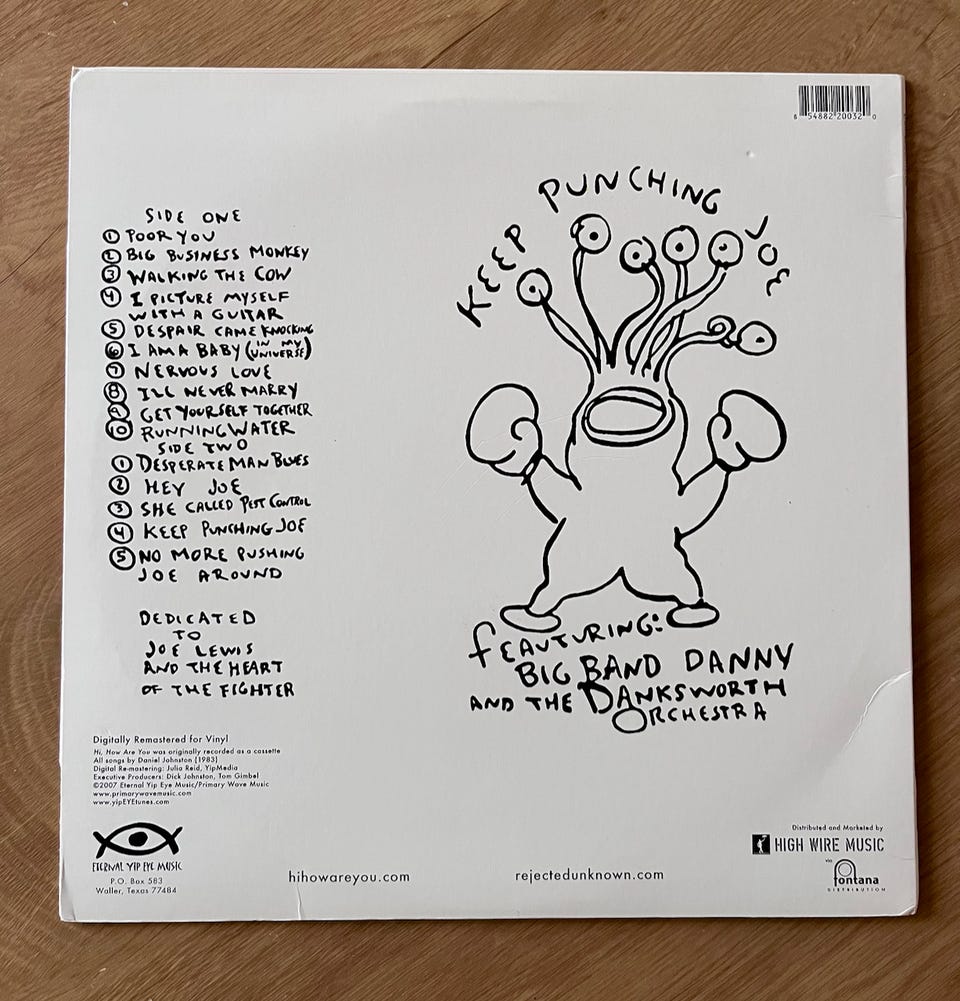 6 54882 20032 0
KEEP PUNCHING JOE
SIDE ONE
1 POOR YOU
2 BIG BUSINESS MONKEY
3 WALKING THE COW
4 I PICTURE MYSELF
WITH A GUITAR
5 DESPAIR CAME KNOCKING
6 I AM A BABY (IN MY UNIVERSE)
7 NERVOUS LOVE
8 I'LL NEVER MARRY
9 GET YOURSELF TOGETHER
10 RUNNING WATER
SIDE TWO
1 DESPERATE MAN BLUES
2 HEY JOE
3 SHE CALLED PEST CONTROL
4 KEEP PUNCHING JOE
5 NO MORE PUSHING
JOE AROUND
DEDICATED
TO
JOE LEWIS
AND THE HEART
OF THE FIGHTER
FEAUTURING:
BIG BAND DANNY
AND THE DANKSWORTH
ORCHESTRA
Digitally Remastered for Vinyl
Hi, How Are You was originally recorded as a cassette
All songs by Daniel Johnston (1983)
Digital Re-mastering: Julia Reid, YipMedia
Executive Producers: Dick Johnston, Tom Gimbel
©2007 Eternal Yip Eye Music/Primary Wave Music
www.primarywavemusic.com
www.yipEYEtunes.com
ETERNAL YIP EYE MUSIC
P.O. Box 583
Waller, Texas 77484
hihowareyou.com
rejectedunknown.com
Distributed and Marketed by
HIGH WIRE MUSIC
via
fontana
DISTRIBUTION